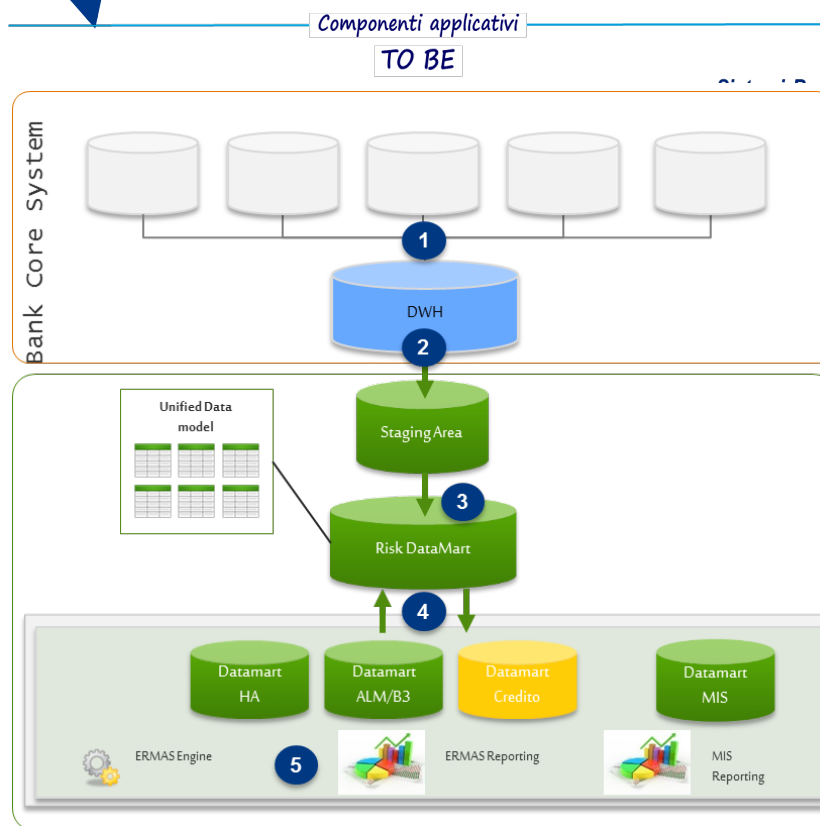 Componenti applicativi
TO BE
Bank Core System
1
DWH
2
Unified Data
model
Staging Area
3
Risk DataMart
4
Datamart
HA
Datamart
ALM/B3
Datamart
Credito
Datamart
MIS
ERMAS Engine
5
ERMAS Reporting
MIS
Reporting